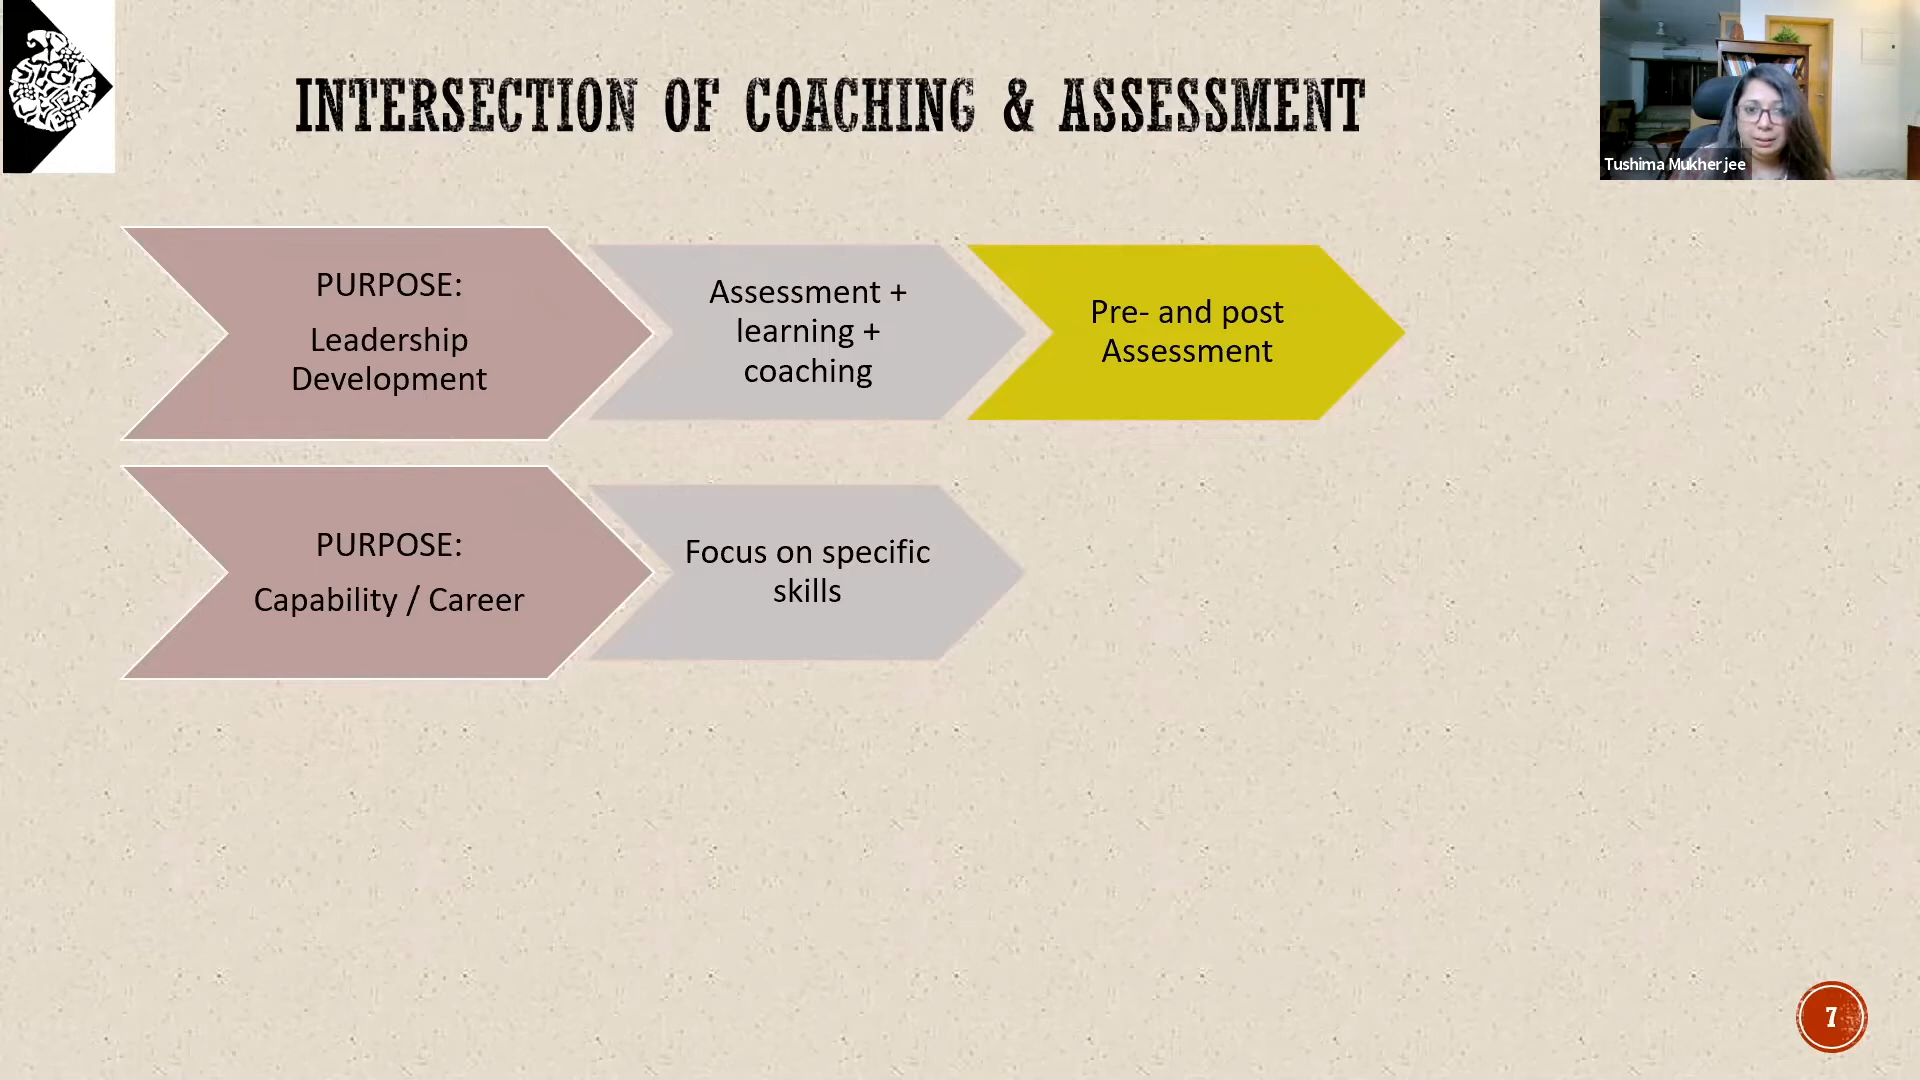 INTERSECTION OF COACHING & ASSESSMENT
Tushima Mukherjee
PURPOSE:
Leadership
Development
Assessment +
learning +
coaching
Pre- and post
Assessment
PURPOSE:
Capability / Career
Focus on specific
skills
7